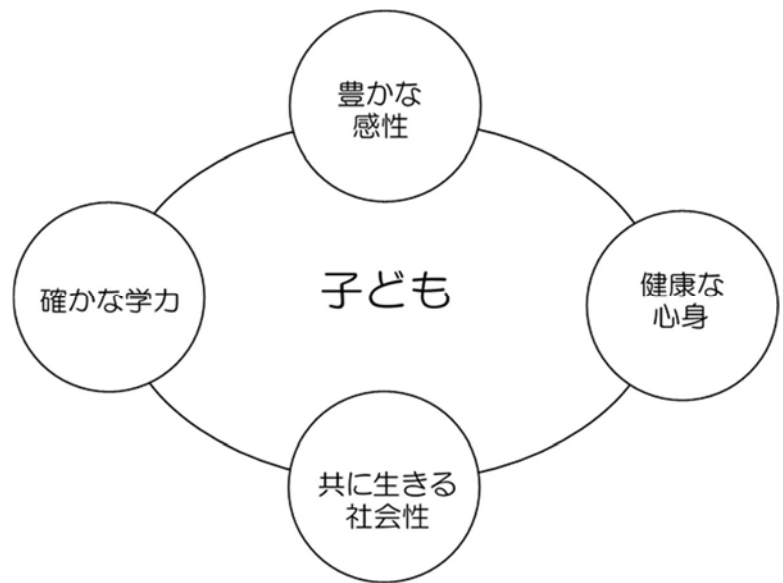 豊かな
感性
確かな学力
子ども
健康な
心身
共に生きる
社会性